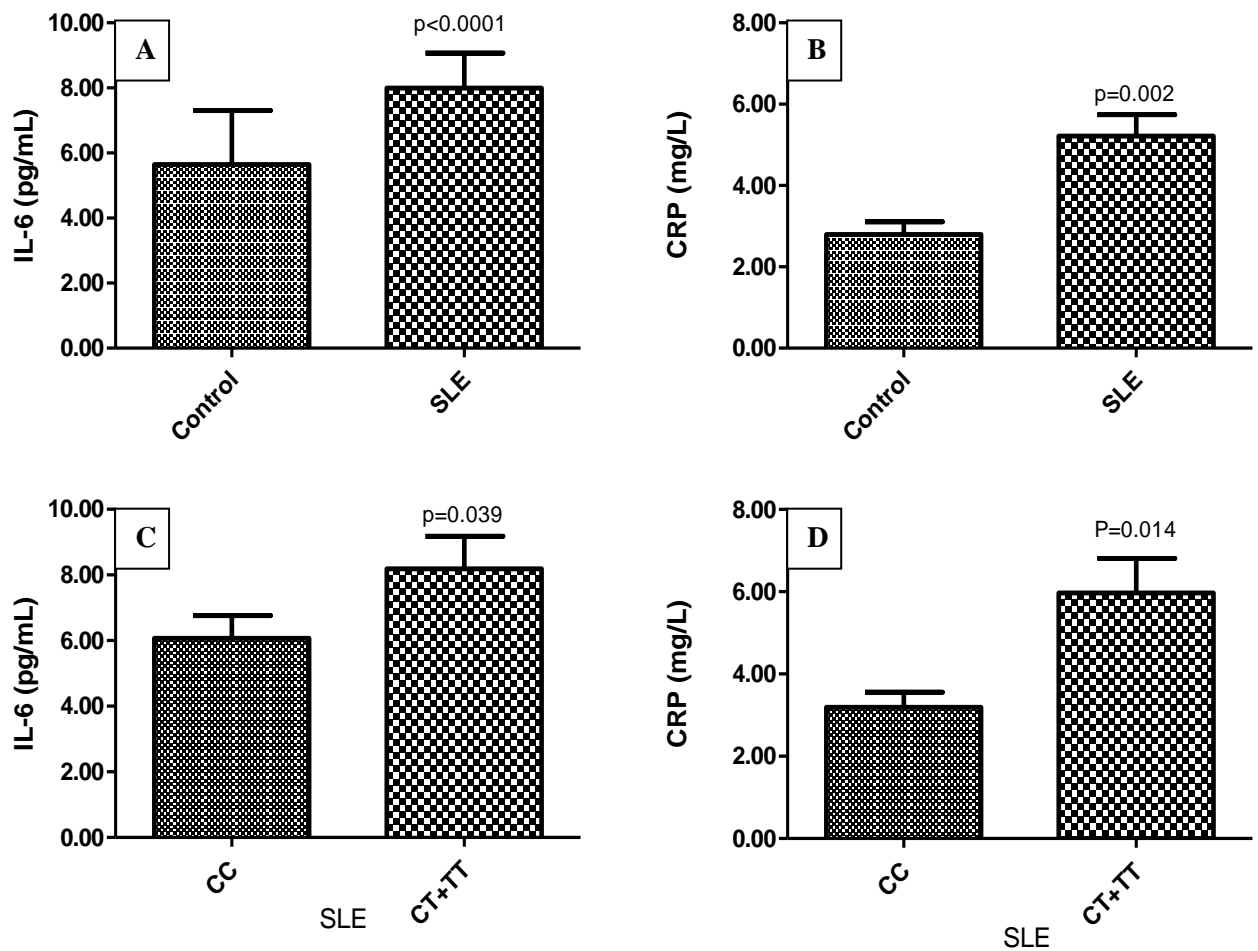 A
IL-6 (pg/mL)
10.00
8.00
6.00
4.00
2.00
0.00
p<0.0001
Control
SLE
B
CRP (mg/L)
8.00
6.00
4.00
2.00
0.00
p=0.002
Control
SLE
C
IL-6 (pg/mL)
10.00
8.00
6.00
4.00
2.00
0.00
p=0.039
CC
CT+TT
SLE
D
CRP (mg/L)
8.00
6.00
4.00
2.00
0.00
P=0.014
CC
CT+TT
SLE